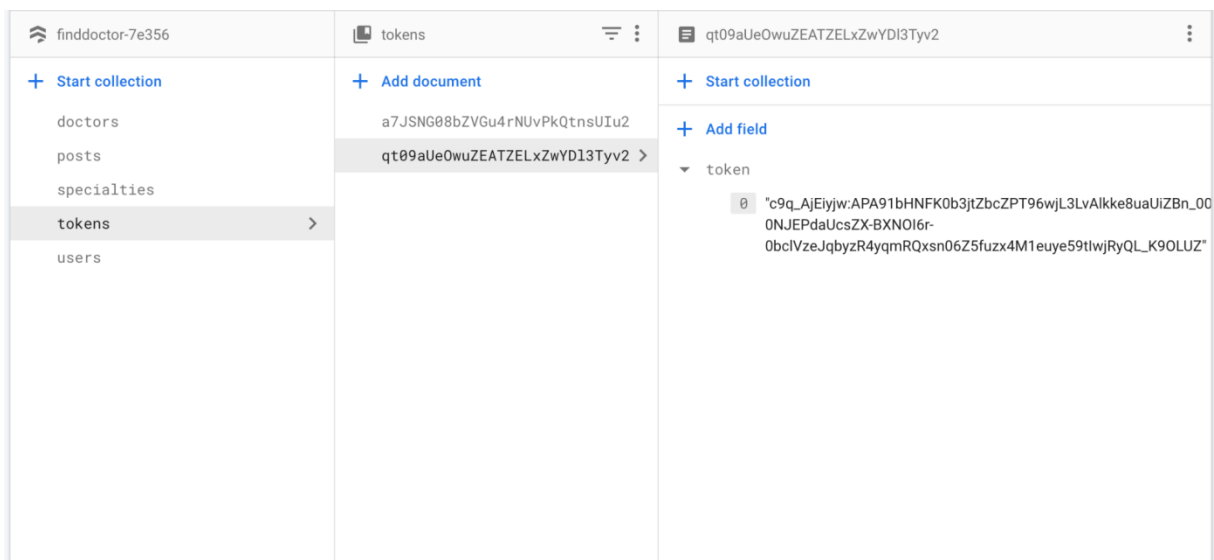 finddoctor-7e356
tokens
qt09aUeOwuZEATZELxZwYDl3Tyv2
+ Start collection
+ Add document
+ Start collection
doctors
posts
specialties
tokens
users
a7JSNG08bZVGu4rNUvPkQtnsUIu2
qt09aUeOwuZEATZELxZwYDl3Tyv2
+ Add field
token
0 "c9q_AjEiyjw:APA91bHNFK0b3jtZbcZPT96wjL3LvAlkke8uaUiZBn_00
0NJEPdaUcsZX-BXNOI6r-
0bclVzeJqbyzR4yqmRQxsn06Z5fuzx4M1euye59tIwjRyQL_K9OLUZ"